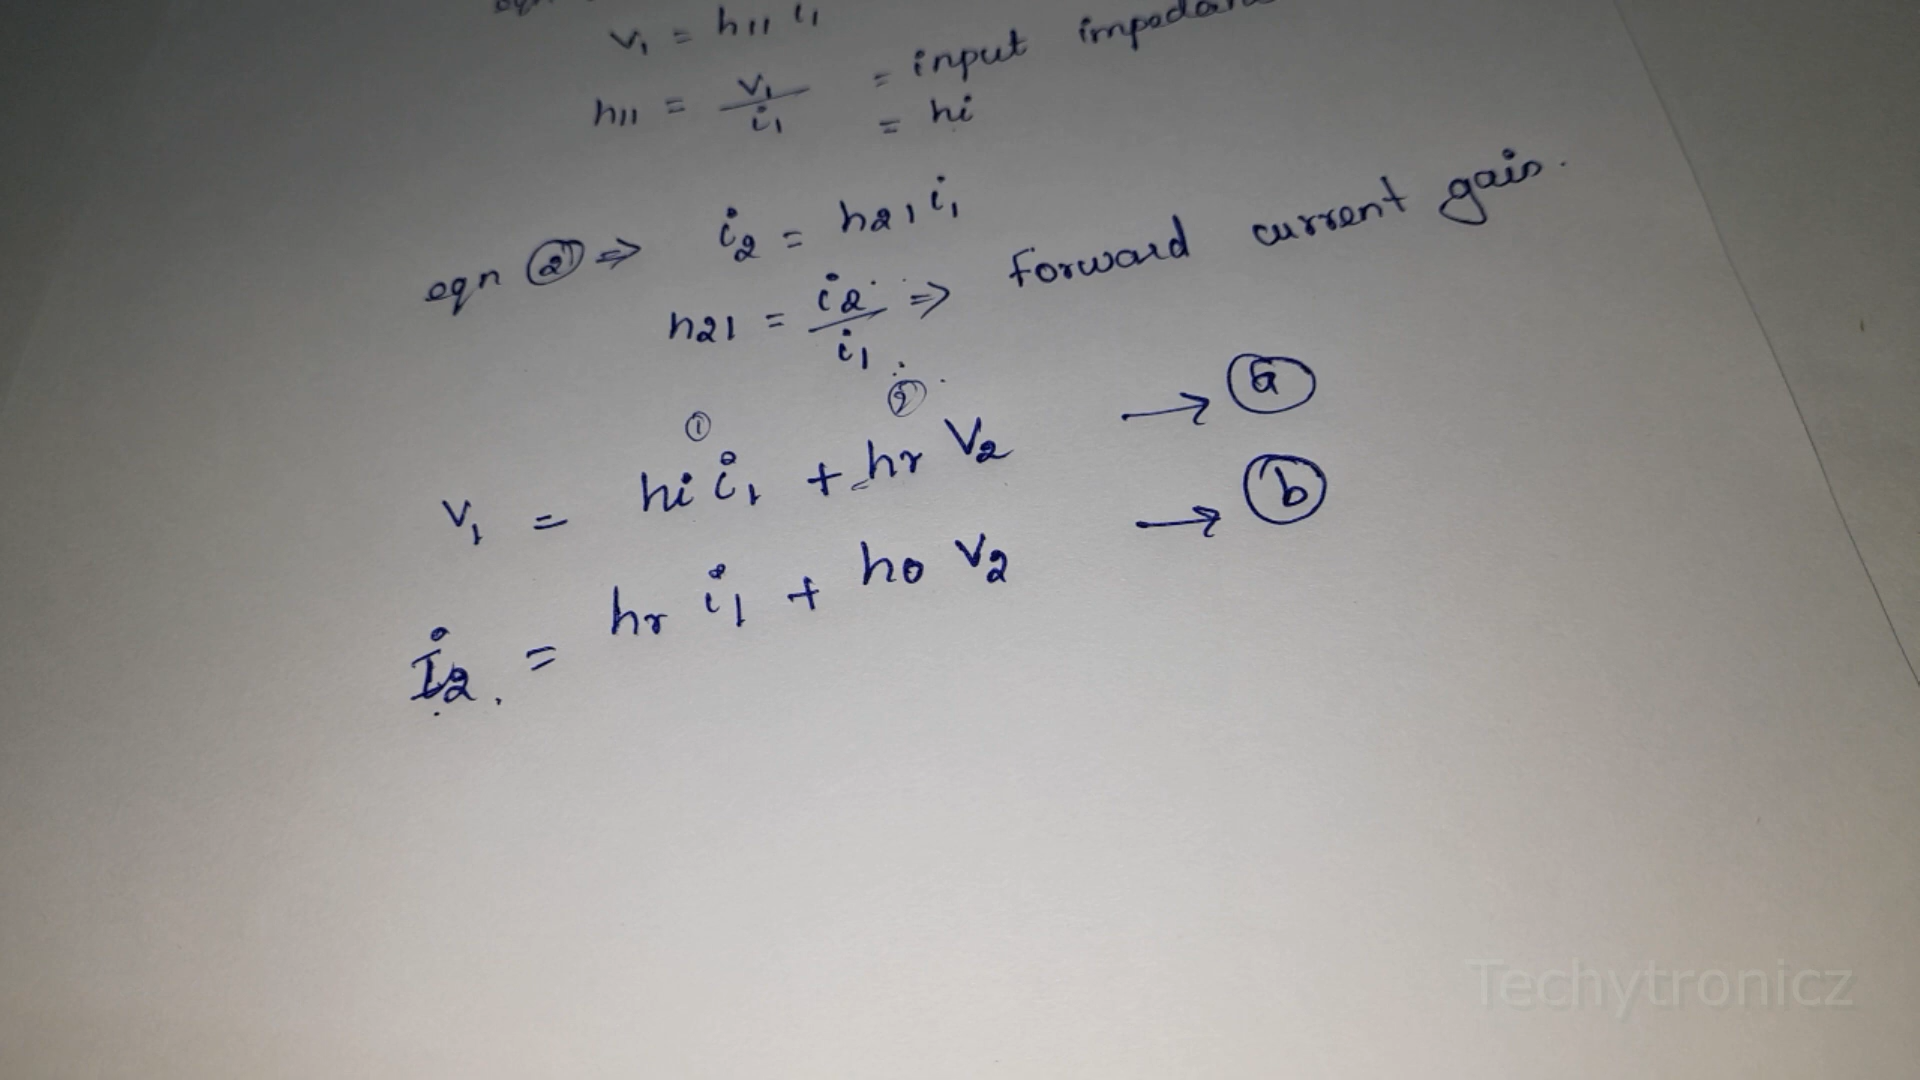 eqn
v1 = h11 i1
h11 = v1/i1 = input
= hi
eqn ② ⇒ i2 = h21 i1
h21 = i2/i1 ⇒ Forward current gain.
① ②
v1 = hi i1 + hr V2 → ⓐ
I2 = hr i1 + ho V2 → ⓑ
Techytronicz